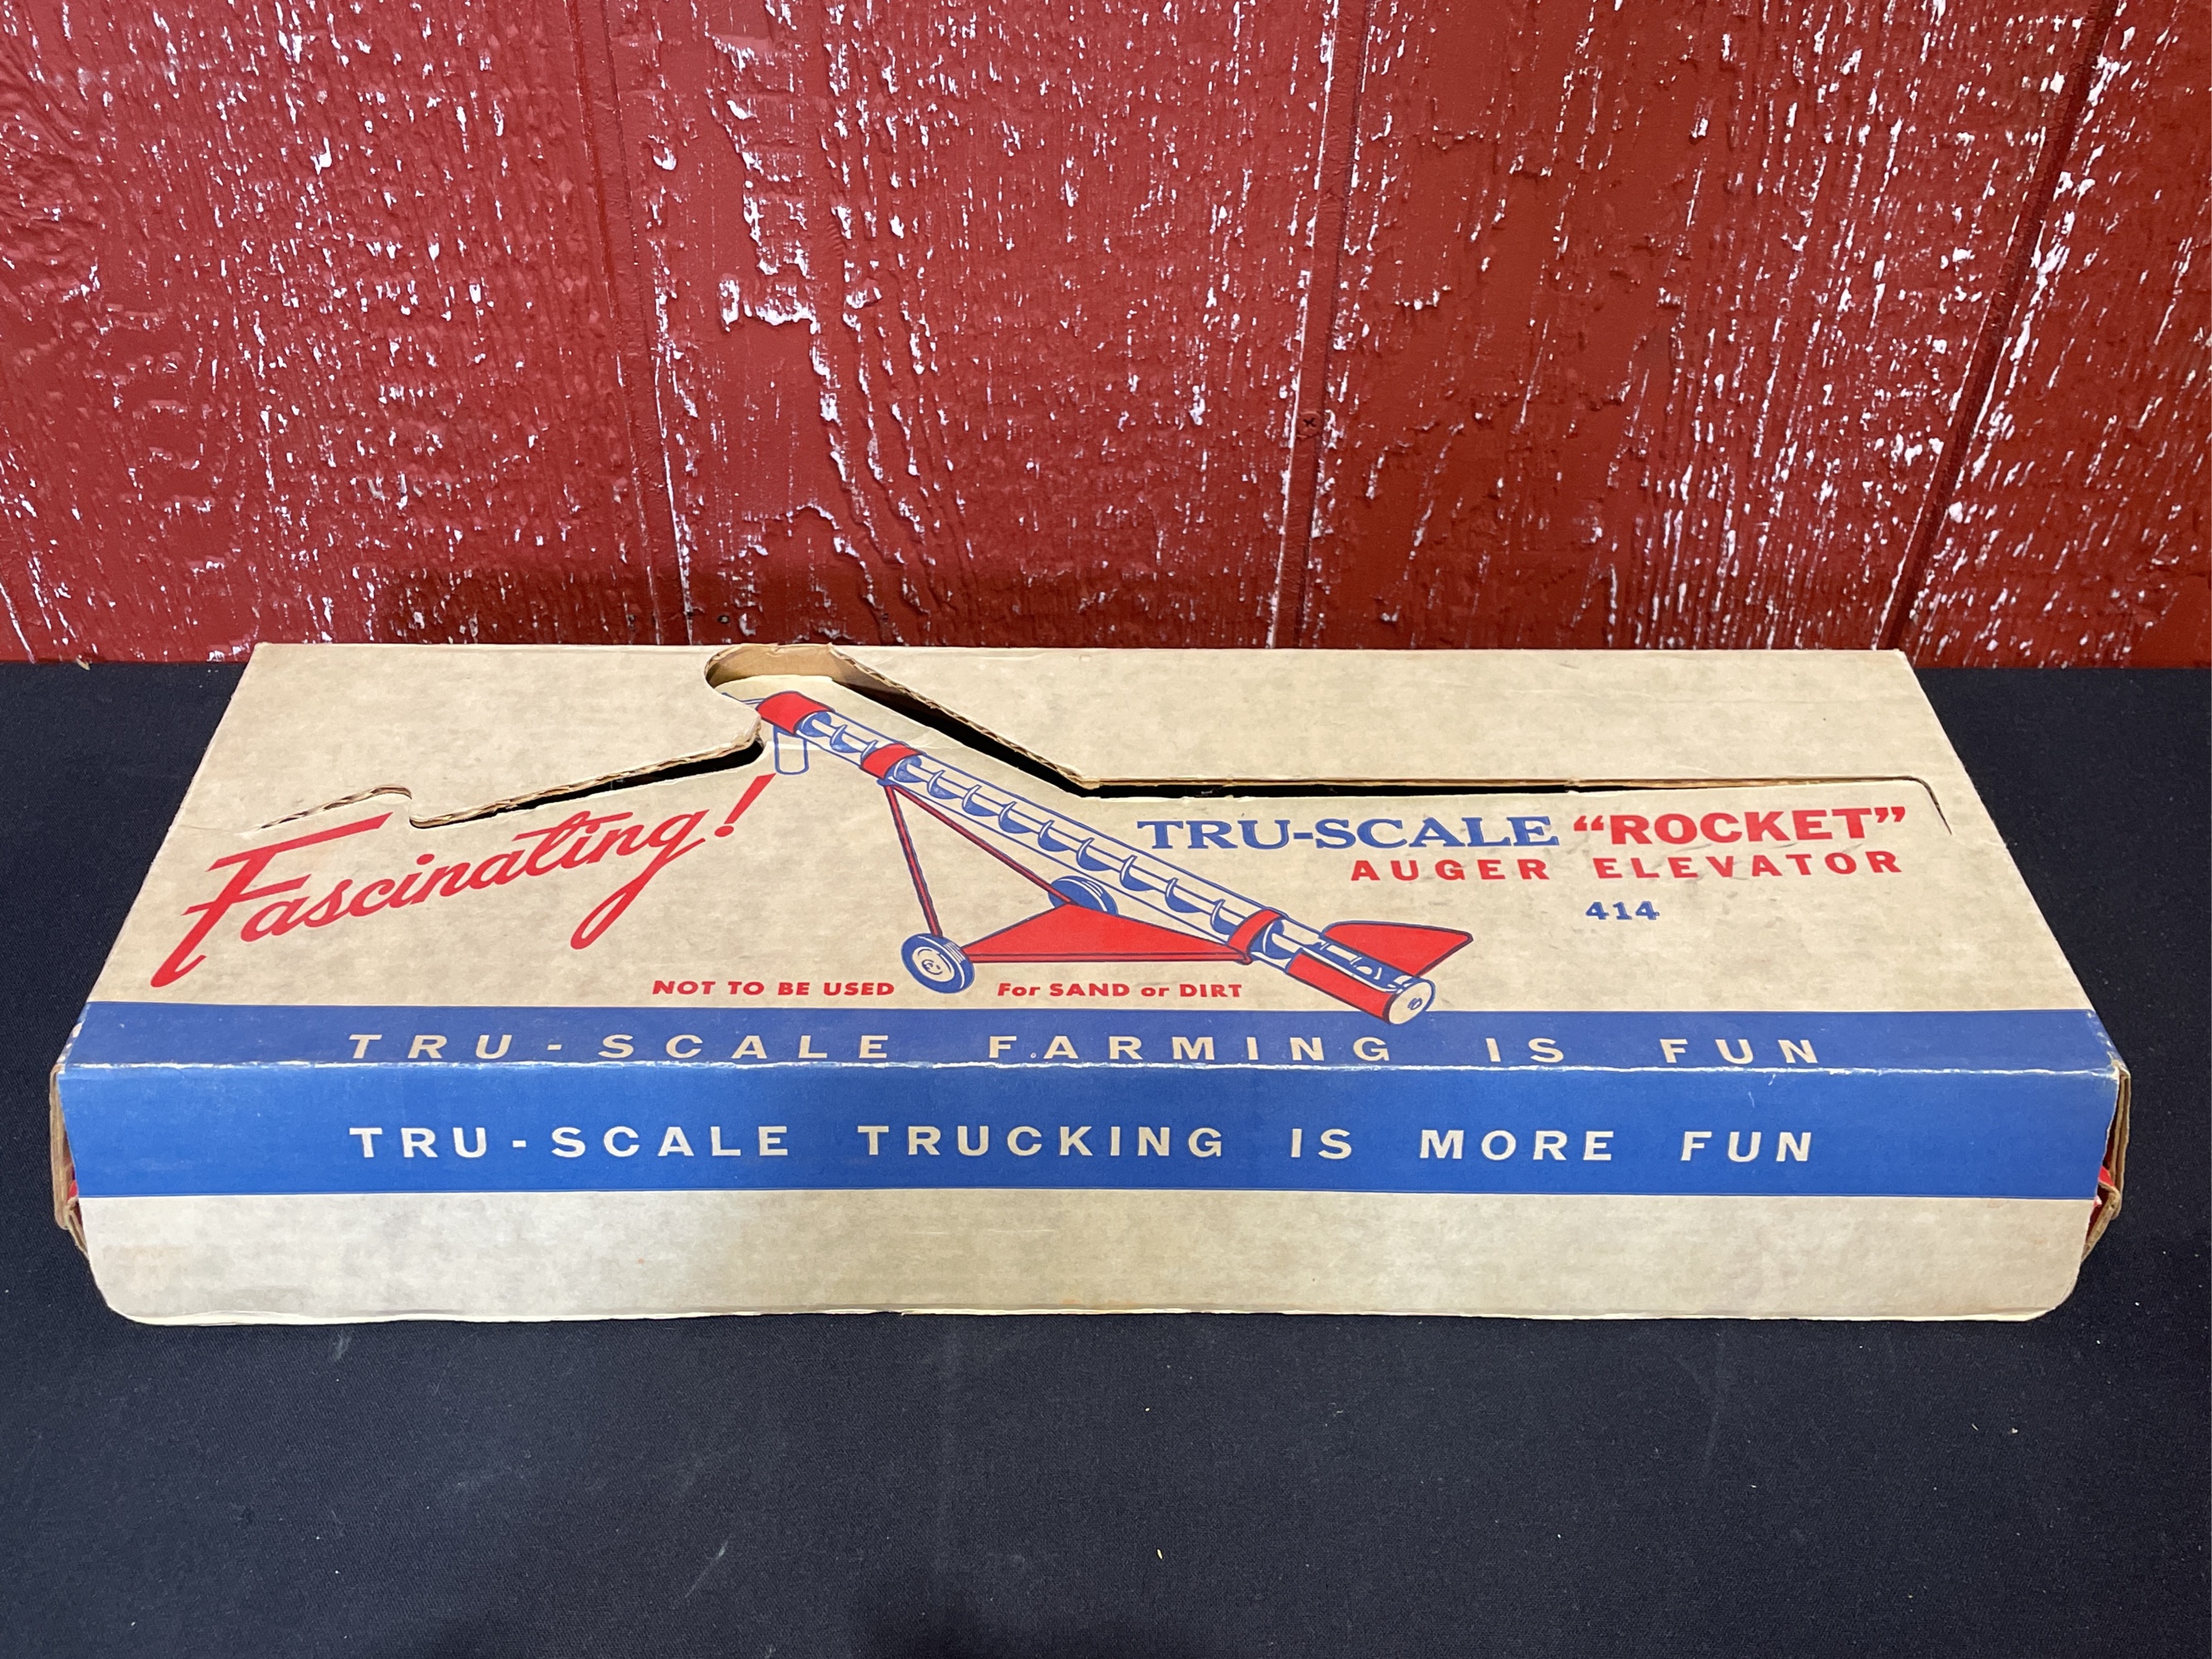 Fascinating!
TRU-SCALE "ROCKET"
AUGER ELEVATOR
414
NOT TO BE USED For SAND or DIRT
TRU-SCALE FARMING IS FUN
TRU-SCALE TRUCKING IS MORE FUN